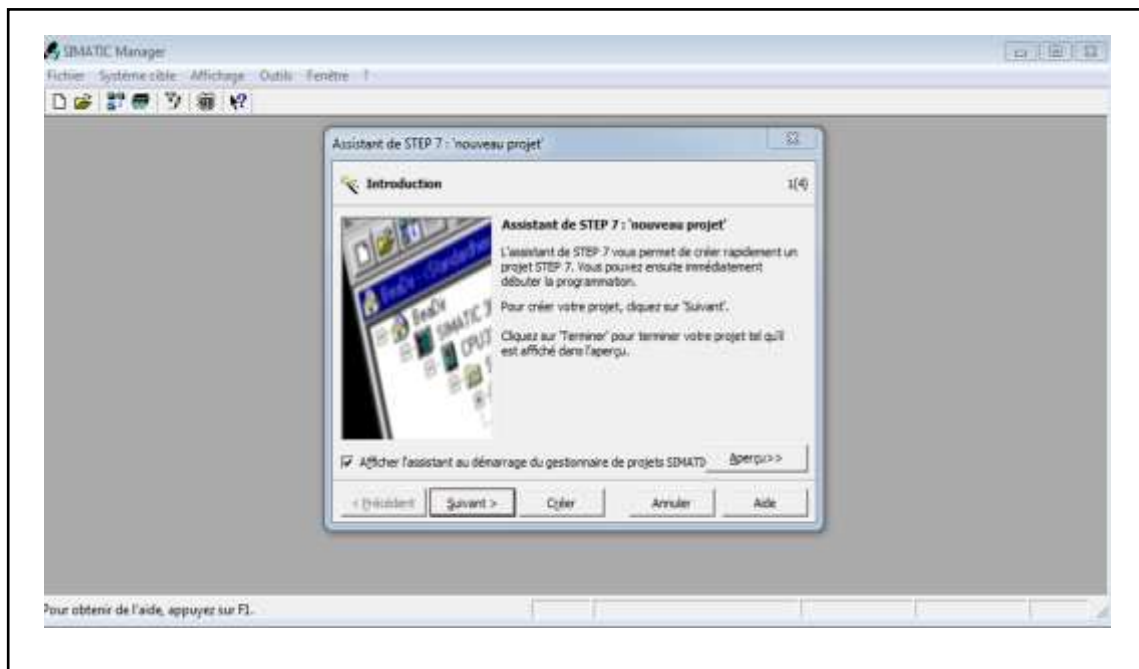 SIMATIC Manager
Fichier Système cible Affichage Outils Fenêtre ?
Assistant de STEP 7 : 'nouveau projet'
Introduction 1(4)
Assistant de STEP 7 : 'nouveau projet'
L'assistant de STEP 7 vous permet de créer rapidement un
projet STEP 7. Vous pouvez ensuite immédiatement
débuter la programmation.
Pour créer votre projet, cliquez sur 'Suivant'.
Cliquez sur 'Terminer' pour terminer votre projet tel qu'il
est affiché dans l'aperçu.
BeaDe
SIMATIC 3
CPU3
Afficher l'assistant au démarrage du gestionnaire de projets SIMATI
Aperçu>>
< Précédent Suivant > Créer Annuler Aide
Pour obtenir de l'aide, appuyez sur F1.